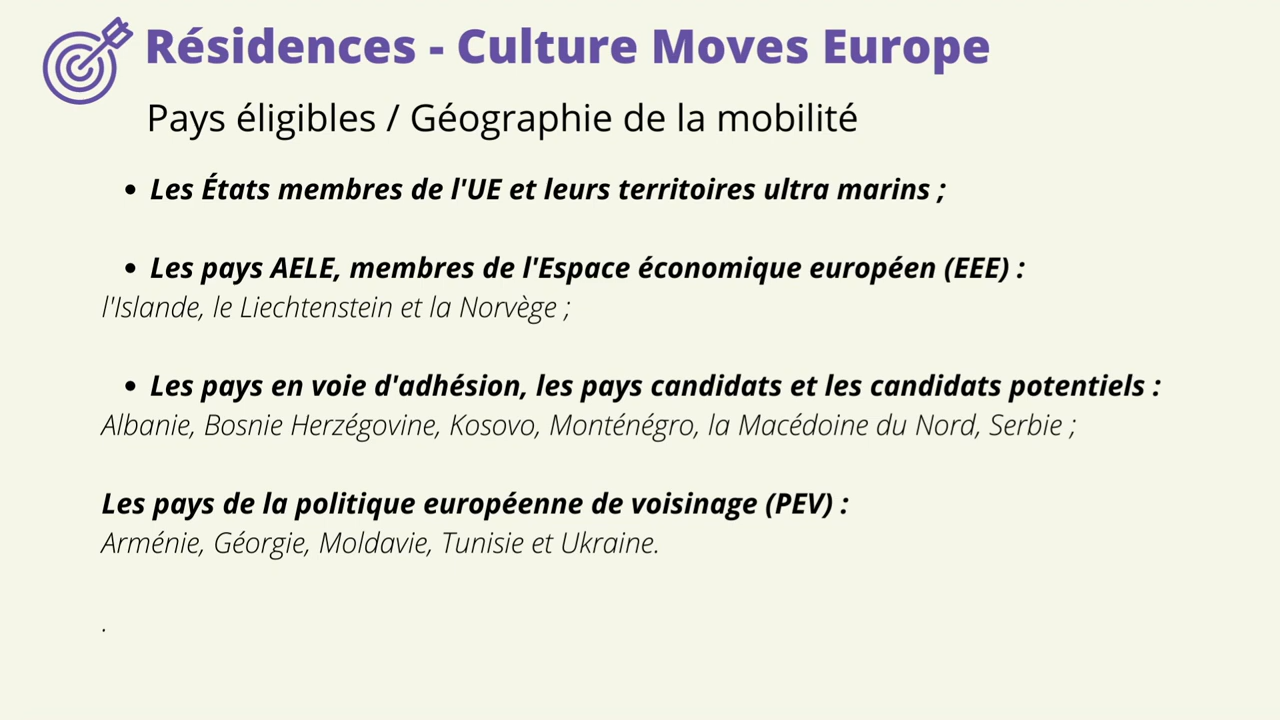 Résidences - Culture Moves Europe
Pays éligibles / Géographie de la mobilité
• Les États membres de l'UE et leurs territoires ultra marins ;
• Les pays AELE, membres de l'Espace économique européen (EEE) :
l'Islande, le Liechtenstein et la Norvège ;
• Les pays en voie d'adhésion, les pays candidats et les candidats potentiels :
Albanie, Bosnie Herzégovine, Kosovo, Monténégro, la Macédoine du Nord, Serbie ;
Les pays de la politique européenne de voisinage (PEV) :
Arménie, Géorgie, Moldavie, Tunisie et Ukraine.
.